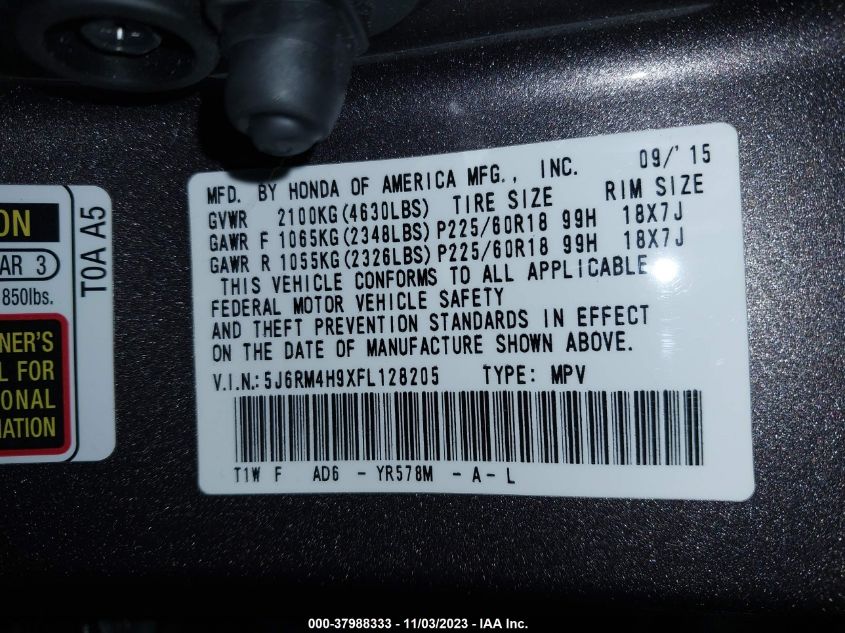 MFD. BY HONDA OF AMERICA MFG., INC. 09/'15
GVWR 2100KG(4630LBS) TIRE SIZE RIM SIZE
GAWR F 1065KG(2348LBS) P225/60R18 99H 18X7J
GAWR R 1055KG(2326LBS) P225/60R18 99H 18X7J
THIS VEHICLE CONFORMS TO ALL APPLICABLE
FEDERAL MOTOR VEHICLE SAFETY
AND THEFT PREVENTION STANDARDS IN EFFECT
ON THE DATE OF MANUFACTURE SHOWN ABOVE.
V.I.N.:5J6RM4H9XFL128205 TYPE: MPV
T1W F AD6 - YR578M - A - L
ON
AR 3
850lbs.
NER'S
L FOR
ONAL
ATION
T0A A5
000-37988333 - 11/03/2023 - IAA Inc.